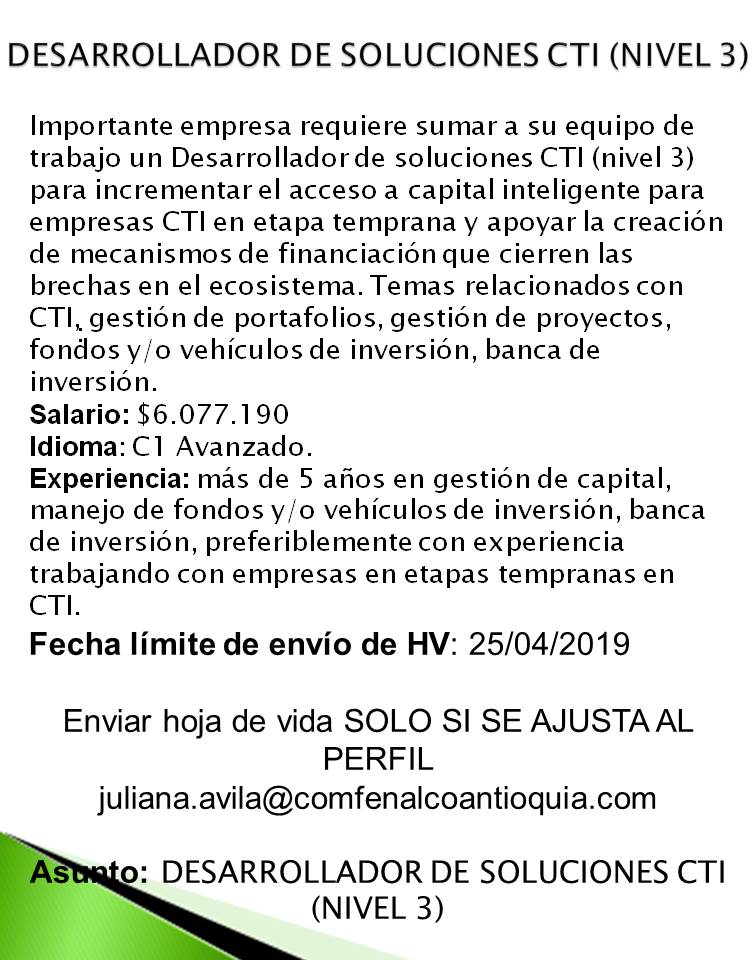 DESARROLLADOR DE SOLUCIONES CTI (NIVEL 3)
Importante empresa requiere sumar a su equipo de
trabajo un Desarrollador de soluciones CTI (nivel 3)
para incrementar el acceso a capital inteligente para
empresas CTI en etapa temprana y apoyar la creación
de mecanismos de financiación que cierren las
brechas en el ecosistema. Temas relacionados con
CTI,. gestión de portafolios, gestión de proyectos,
fondos y/o vehículos de inversión, banca de
inversión.
Salario: $6.077.190
Idioma: C1 Avanzado.
Experiencia: más de 5 años en gestión de capital,
manejo de fondos y/o vehículos de inversión, banca
de inversión, preferiblemente con experiencia
trabajando con empresas en etapas tempranas en
CTI.
Fecha límite de envío de HV: 25/04/2019
Enviar hoja de vida SOLO SI SE AJUSTA AL
PERFIL
juliana.avila@comfenalcoantioquia.com
Asunto: DESARROLLADOR DE SOLUCIONES CTI
(NIVEL 3)